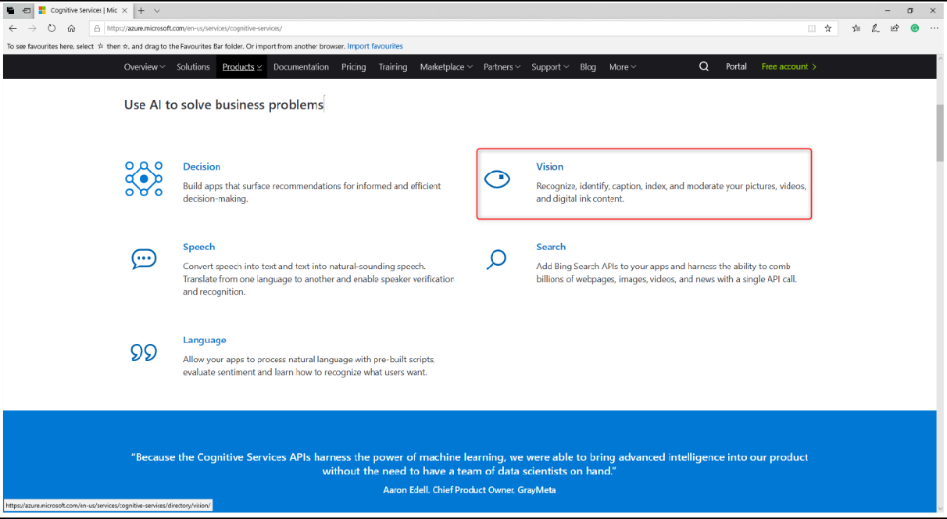 Cognitive Services | Mic
https://azure.microsoft.com/en-us/services/cognitive-services/
To see favourites here, select ☆ then ☆, and drag to the Favourites Bar folder. Or import from another browser. Import favourites
Overview Solutions Products Documentation Pricing Training Marketplace Partners Support Blog More Portal Free account >
Use AI to solve business problems
Decision
Build apps that surface recommendations for informed and efficient
decision-making.
Vision
Recognize, identify, caption, index, and moderate your pictures, videos,
and digital ink content.
Speech
Convert speech into text and text into natural-sounding speech.
Translate from one language to another and enable speaker verification
and recognition.
Search
Add Bing Search APIs to your apps and harness the ability to comb
billions of webpages, images, videos, and news with a single API call.
Language
Allow your apps to process natural language with pre-built scripts,
evaluate sentiment and learn how to recognize what users want.
"Because the Cognitive Services APIs harness the power of machine learning, we were able to bring advanced intelligence into our product
without the need to have a team of data scientists on hand."
Aaron Edell, Chief Product Owner, GrayMeta
https://azure.microsoft.com/en-us/services/cognitive-services/directory/vision/